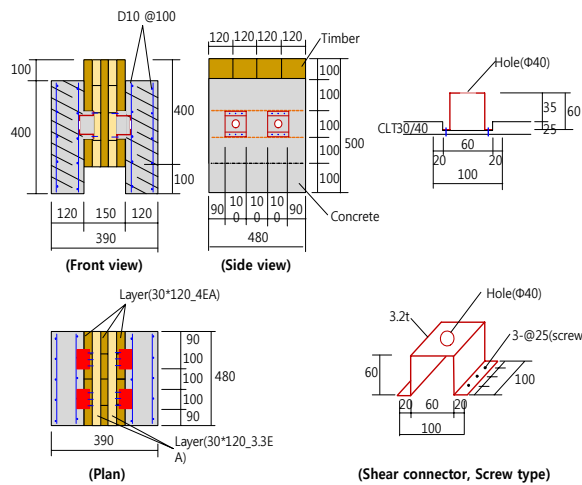 D10 @100
100
400
400
100
120
150
120
390
(Front view)
120 120 120 120
Timber
100
100
100
100
100
500
90
10
0
10
0
10
0
90
Concrete
480
(Side view)
Hole(Φ40)
35
60
CLT30/40
25
20
60
20
100
Layer(30*120_4EA)
90
100
100
100
90
480
390
Layer(30*120_3.3E
A)
(Plan)
Hole(Φ40)
3.2t
3-@25(screw
60
100
20
60
20
100
(Shear connector, Screw type)